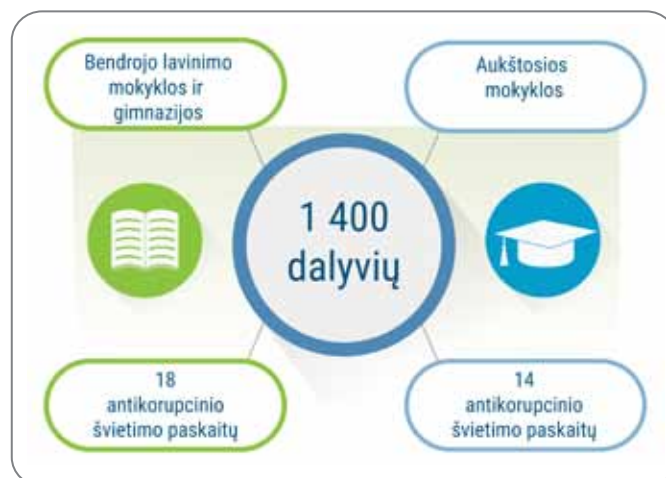 Bendrojo lavinimo
mokyklos ir
gimnazijos
Aukštosios
mokyklos
1 400
dalyvių
18
antikorupcinio
švietimo paskaitų
14
antikorupcinio
švietimo paskaitų